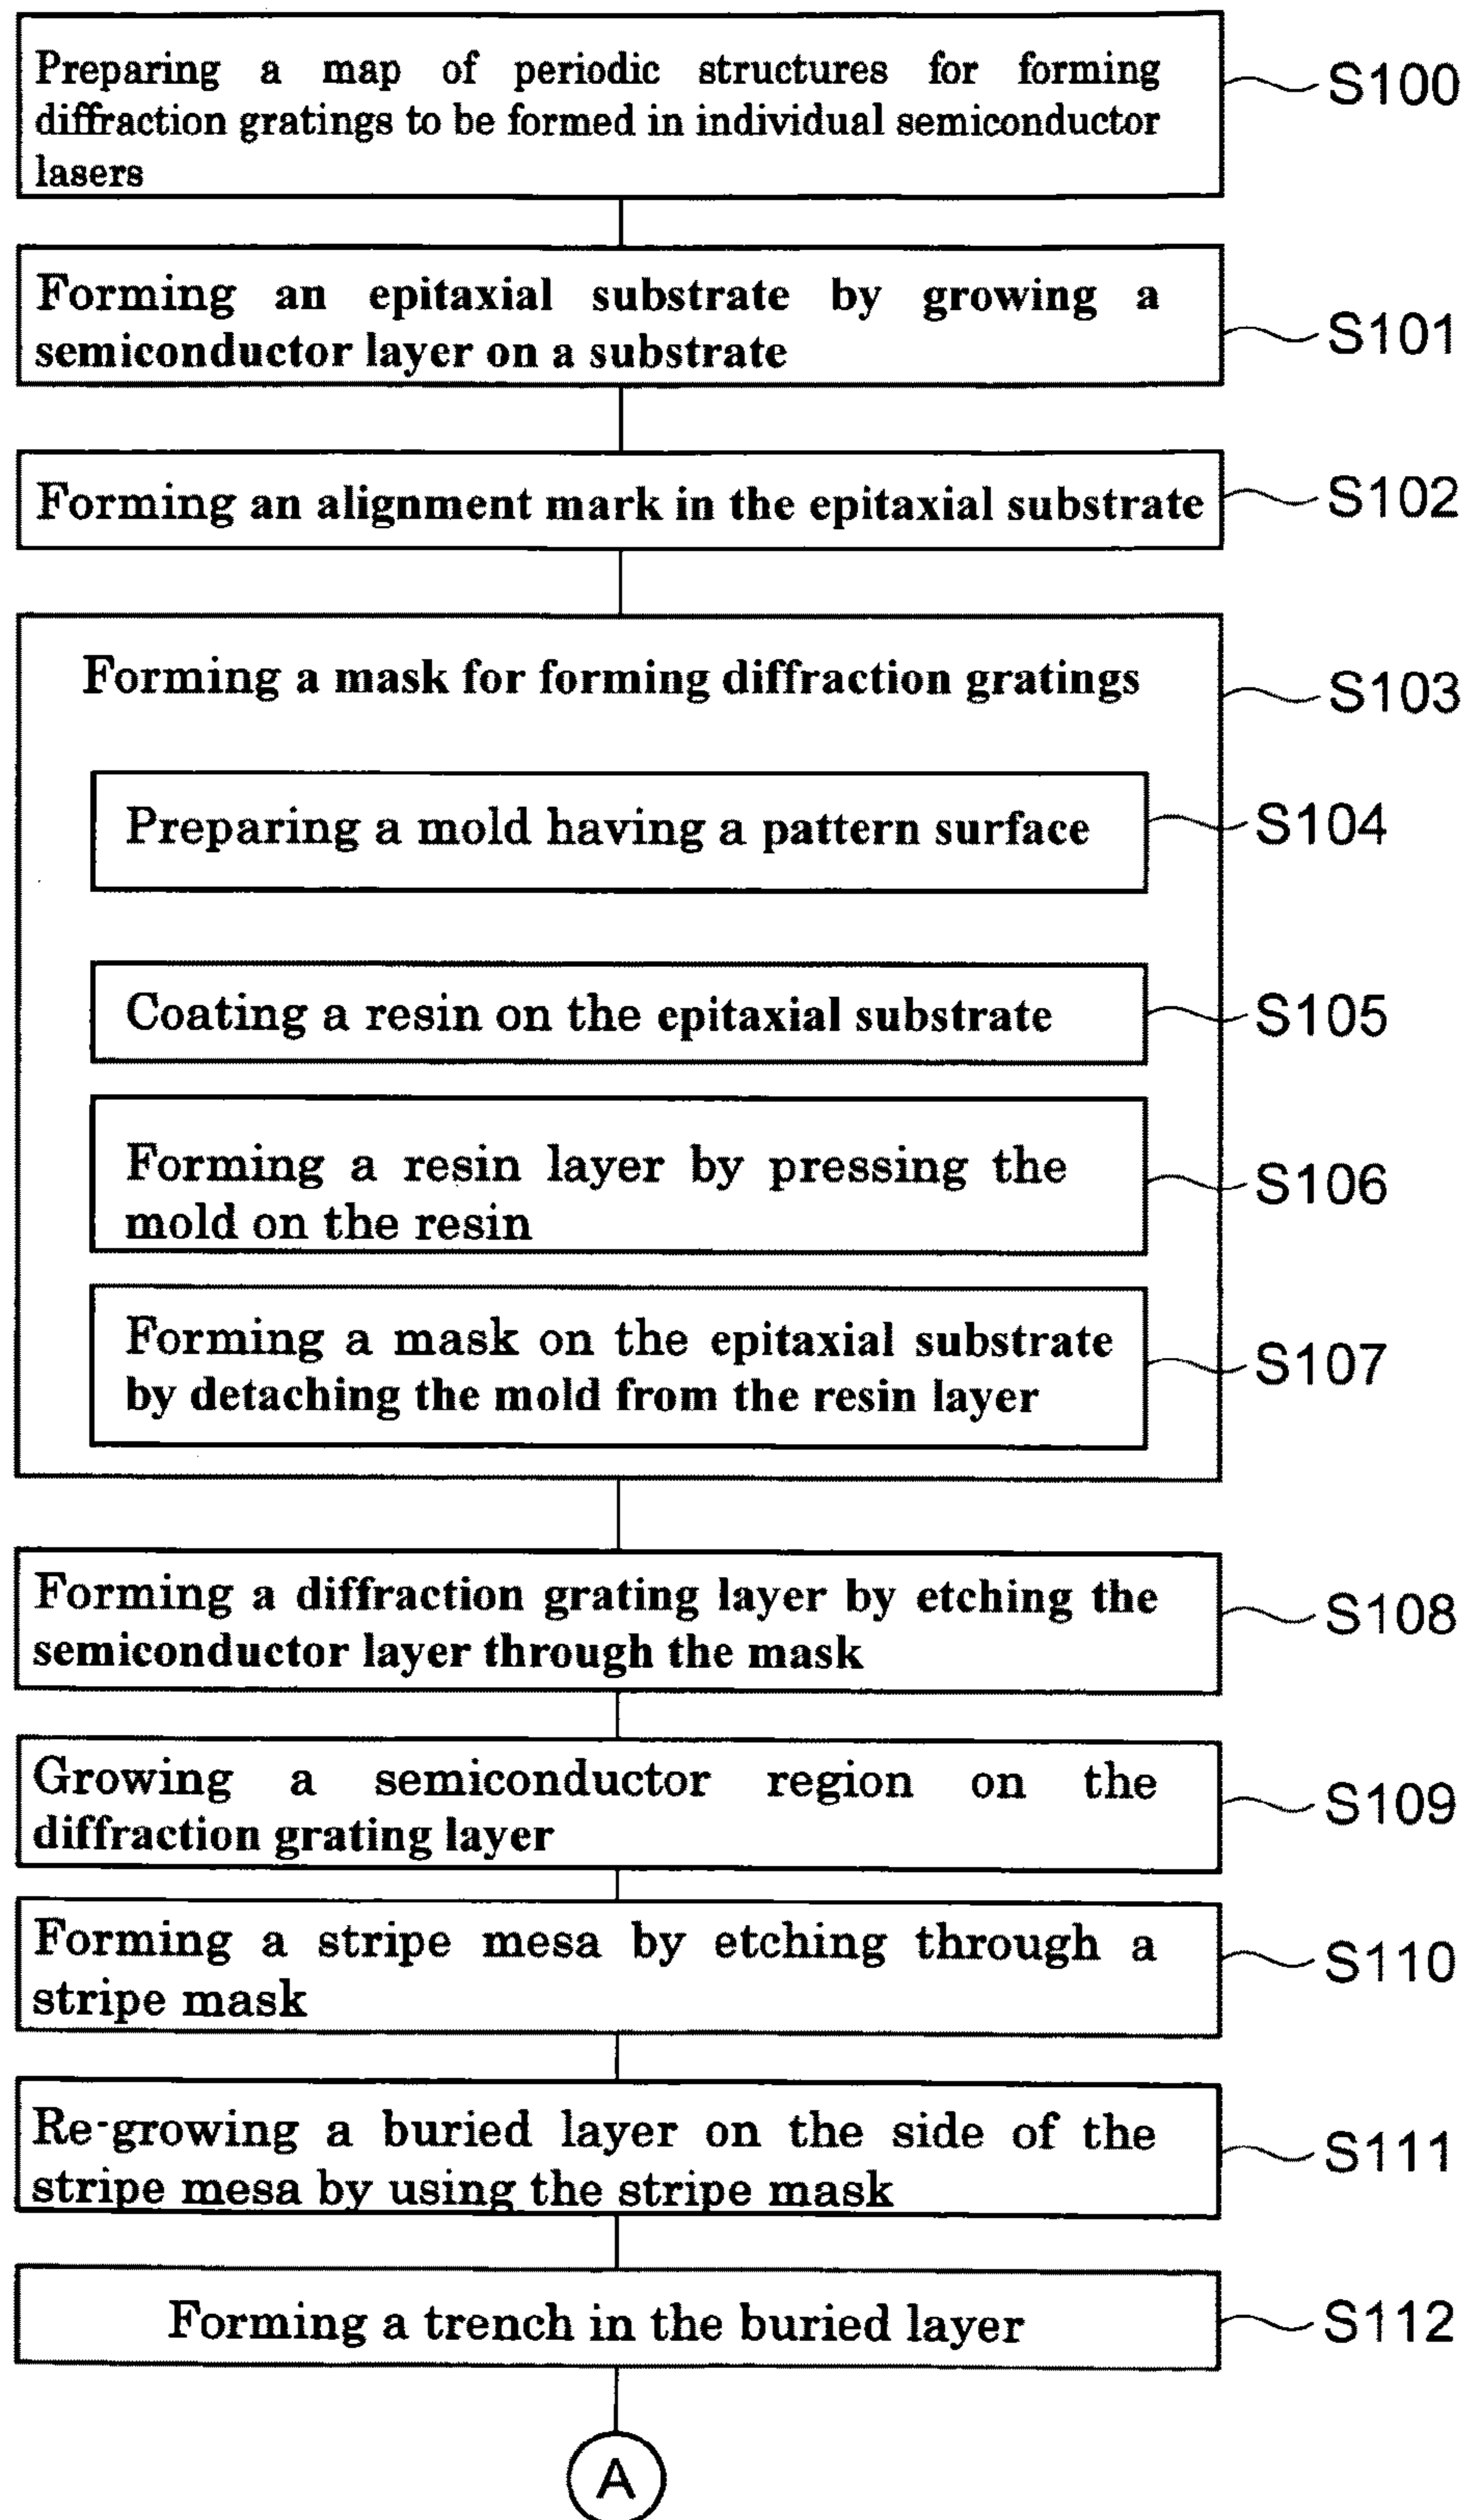 Preparing a map of periodic structures for forming
diffraction gratings to be formed in individual semiconductor
lasers
S100
Forming an epitaxial substrate by growing a
semiconductor layer on a substrate
S101
Forming an alignment mark in the epitaxial substrate
S102
Forming a mask for forming diffraction gratings
S103
Preparing a mold having a pattern surface
S104
Coating a resin on the epitaxial substrate
S105
Forming a resin layer by pressing the
mold on the resin
S106
Forming a mask on the epitaxial substrate
by detaching the mold from the resin layer
S107
Forming a diffraction grating layer by etching the
semiconductor layer through the mask
S108
Growing a semiconductor region on the
diffraction grating layer
S109
Forming a stripe mesa by etching through a
stripe mask
S110
Re-growing a buried layer on the side of the
stripe mesa by using the stripe mask
S111
Forming a trench in the buried layer
S112
A